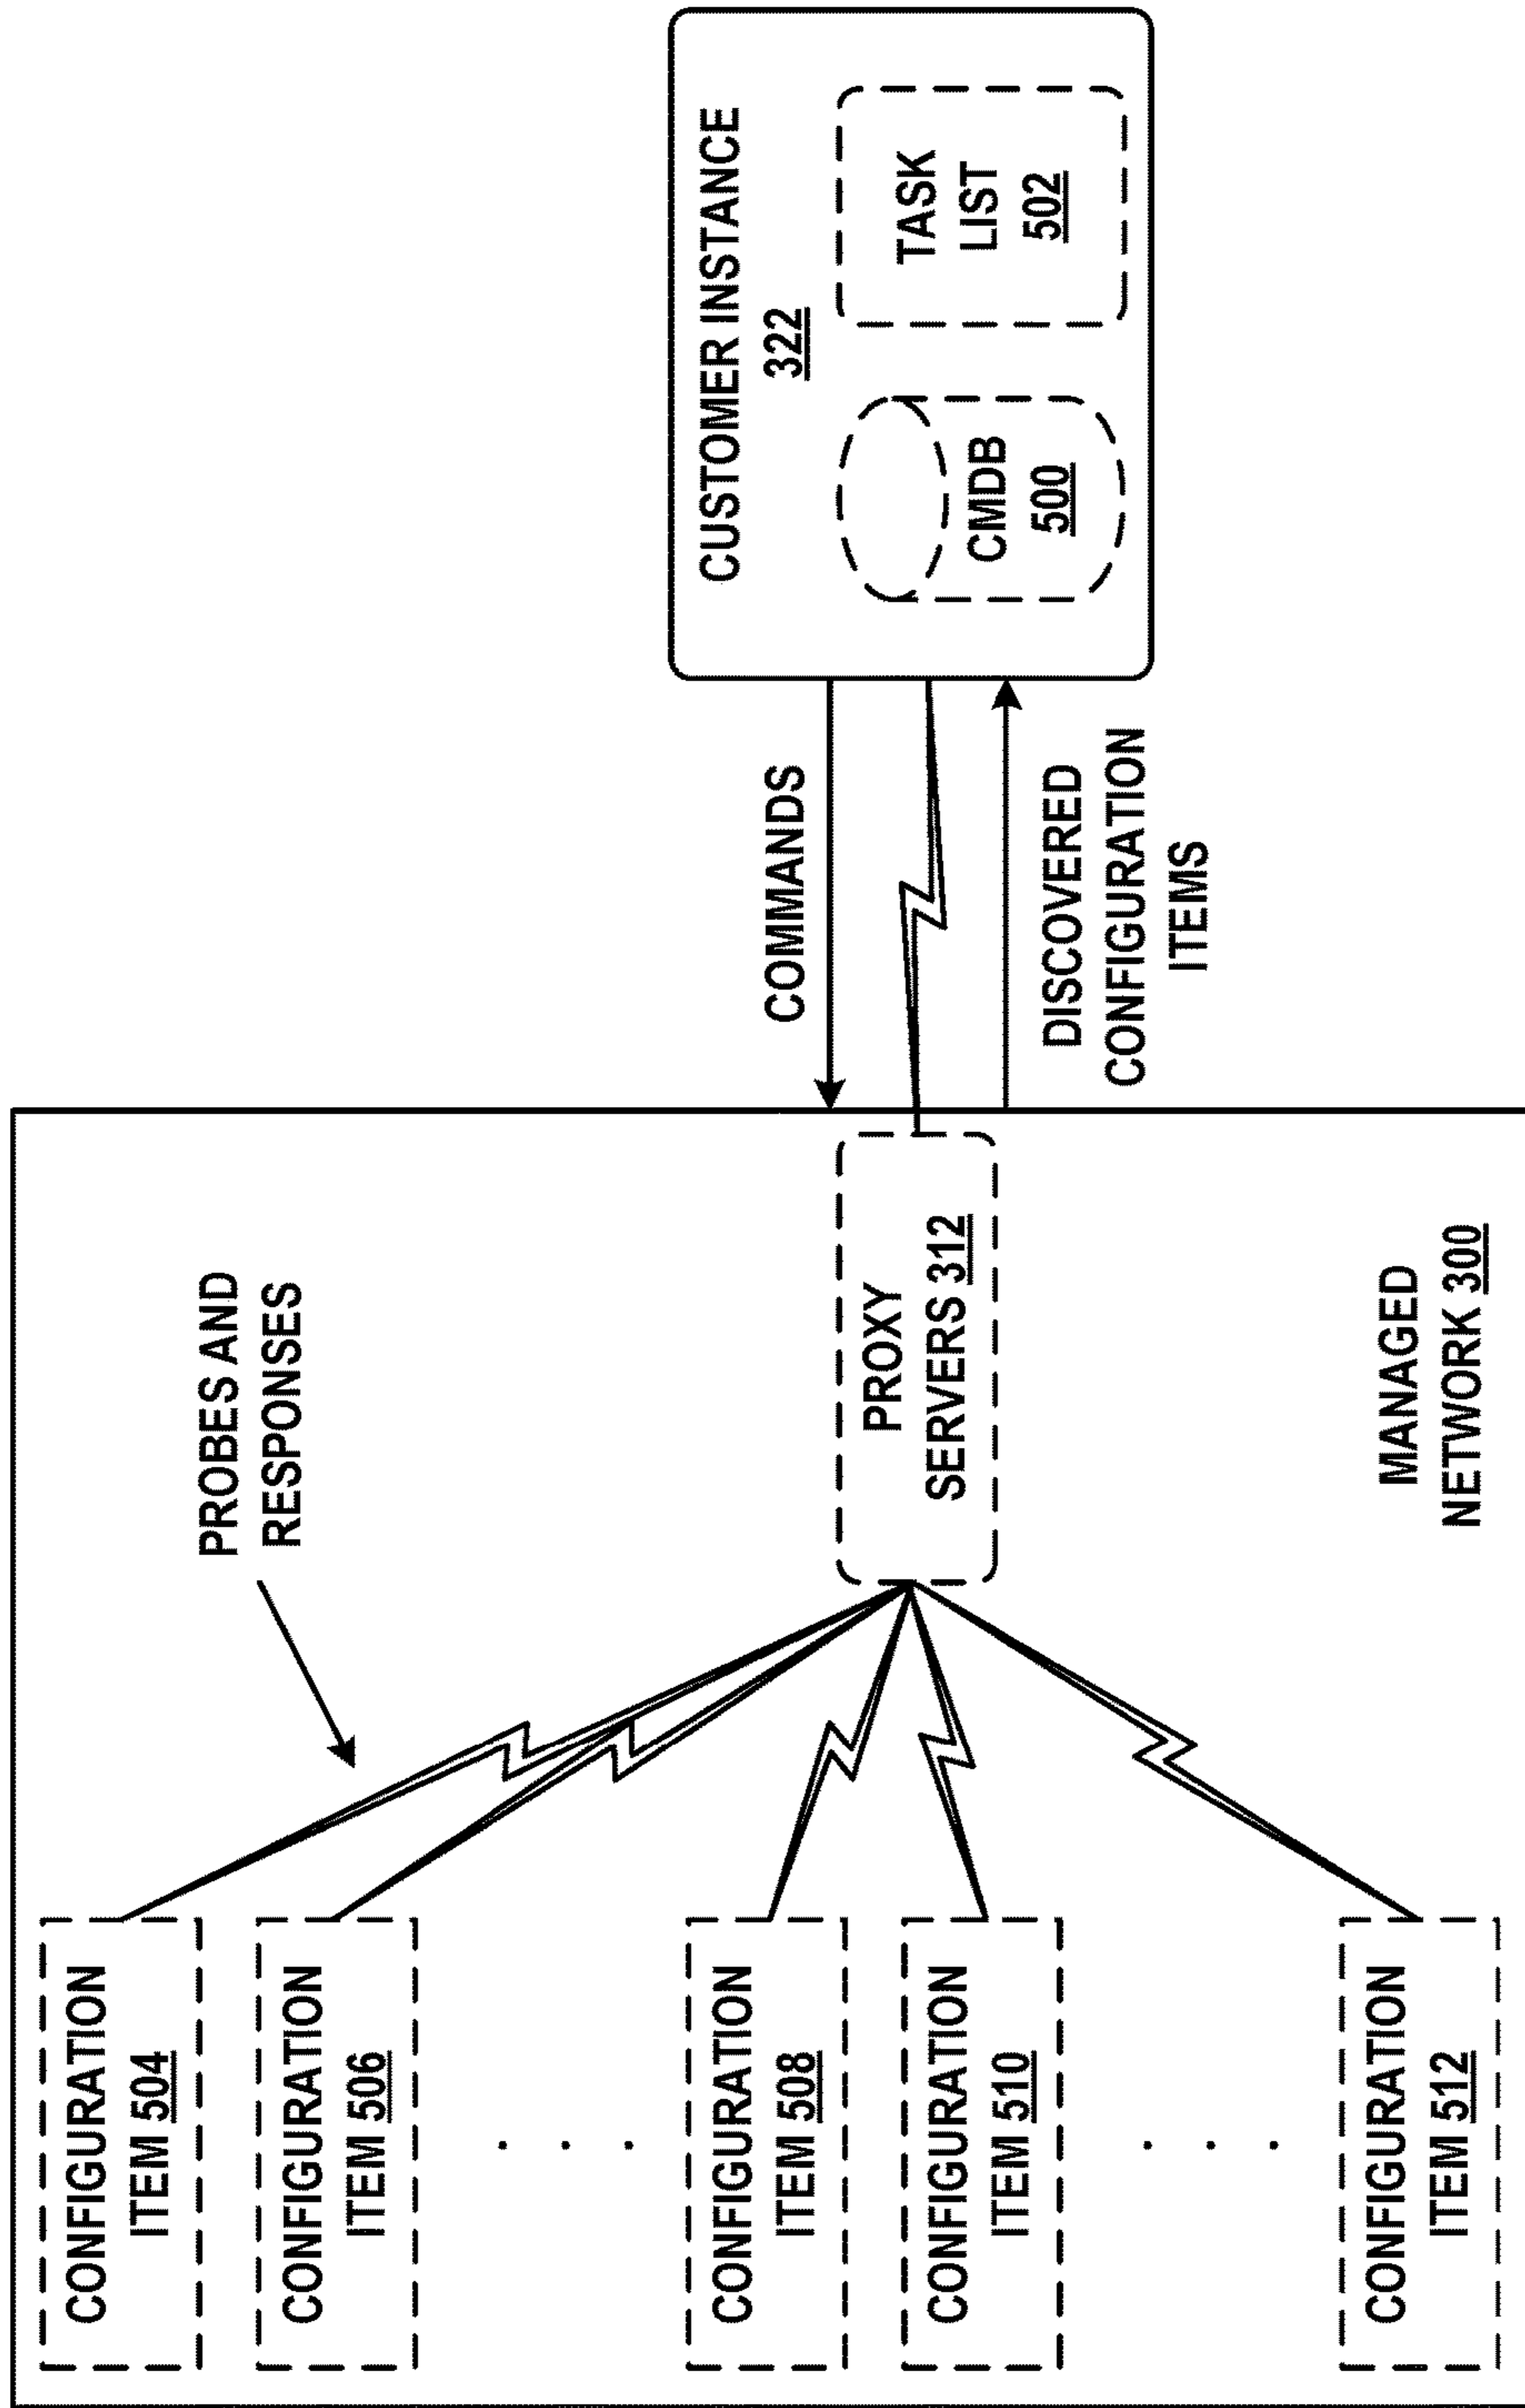 CONFIGURATION
ITEM 504
CONFIGURATION
ITEM 506
. . .
CONFIGURATION
ITEM 508
CONFIGURATION
ITEM 510
. . .
CONFIGURATION
ITEM 512
PROBES AND
RESPONSES
PROXY
SERVERS 312
MANAGED
NETWORK 300
COMMANDS
DISCOVERED
CONFIGURATION
ITEMS
CUSTOMER INSTANCE
322
CMDB
500
TASK
LIST
502